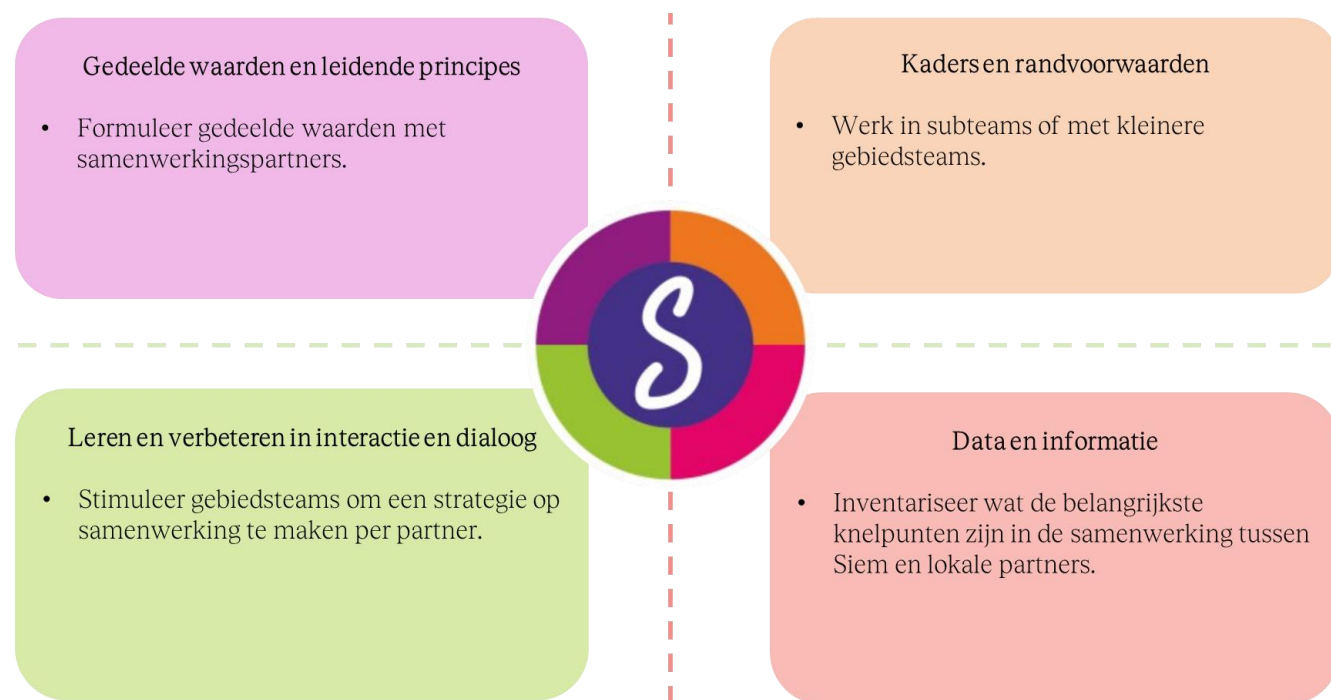 Gedeelde waarden en leidende principes
• Formuleer gedeelde waarden met
samenwerkingspartners.
Kaders en randvoorwaarden
• Werk in subteams of met kleinere
gebiedsteams.
S
Leren en verbeteren in interactie en dialoog
• Stimuleer gebiedsteams om een strategie op
samenwerking te maken per partner.
Data en informatie
• Inventariseer wat de belangrijkste
knelpunten zijn in de samenwerking tussen
Siem en lokale partners.